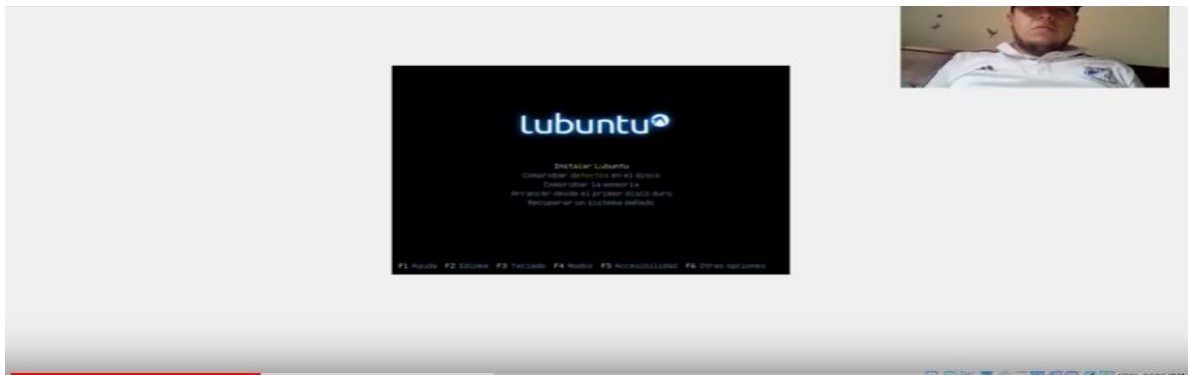 Lubuntu
Instalar Lubuntu
Comprobar defectos en el disco
Comprobar la memoria
Arrancar desde el primer disco duro
Recuperar un sistema dañado
F1 Ayuda F2 Idioma F3 Teclado F4 Modos F5 Accesibilidad F6 Otras opciones